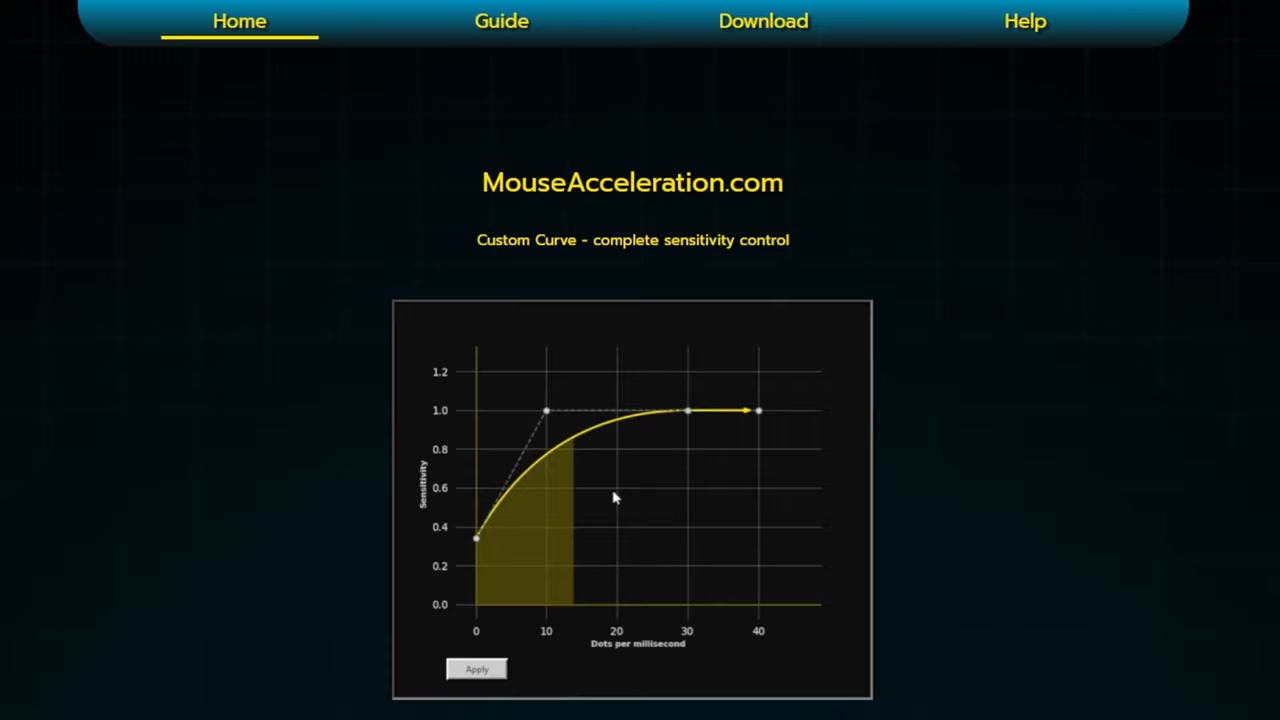 Home Guide Download Help
MouseAcceleration.com
Custom Curve - complete sensitivity control
1.2
1.0
0.8
0.6
0.4
0.2
0.0
Sensitivity
0 10 20 30 40
Dots per millisecond
Apply